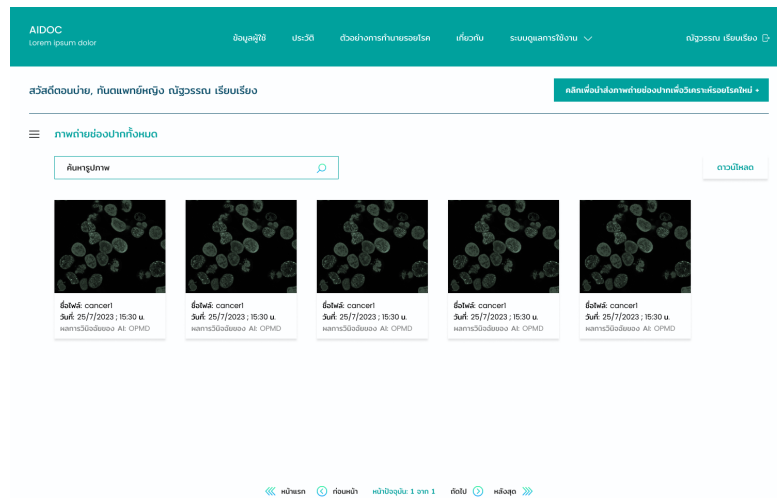 AIDOC
Lorem ipsum dolor
ข้อมูลผู้ใช้ ประวัติ ตัวอย่างการทำนายรอยโรค เกี่ยวกับ ระบบดูแลการใช้งาน ณัฐวรรณ เรียบเรียง
สวัสดีตอนบ่าย, ทันตแพทย์หญิง ณัฐวรรณ เรียบเรียง
คลิกเพื่อนำส่งภาพถ่ายช่องปากเพื่อวิเคราะห์รอยโรคใหม่ +
ภาพถ่ายช่องปากทั้งหมด
ค้นหารูปภาพ
ดาวน์โหลด
ชื่อไฟล์: cancer1 ชื่อไฟล์: cancer1 ชื่อไฟล์: cancer1 ชื่อไฟล์: cancer1 ชื่อไฟล์: cancer1
วันที่: 25/7/2023 ; 15:30 น. วันที่: 25/7/2023 ; 15:30 น. วันที่: 25/7/2023 ; 15:30 น. วันที่: 25/7/2023 ; 15:30 น. วันที่: 25/7/2023 ; 15:30 น.
ผลการวินิจฉัยของ AI: OPMD ผลการวินิจฉัยของ AI: OPMD ผลการวินิจฉัยของ AI: OPMD ผลการวินิจฉัยของ AI: OPMD ผลการวินิจฉัยของ AI: OPMD
หน้าแรก ก่อนหน้า หน้าปัจจุบัน: 1 จาก 1 ถัดไป หลังสุด